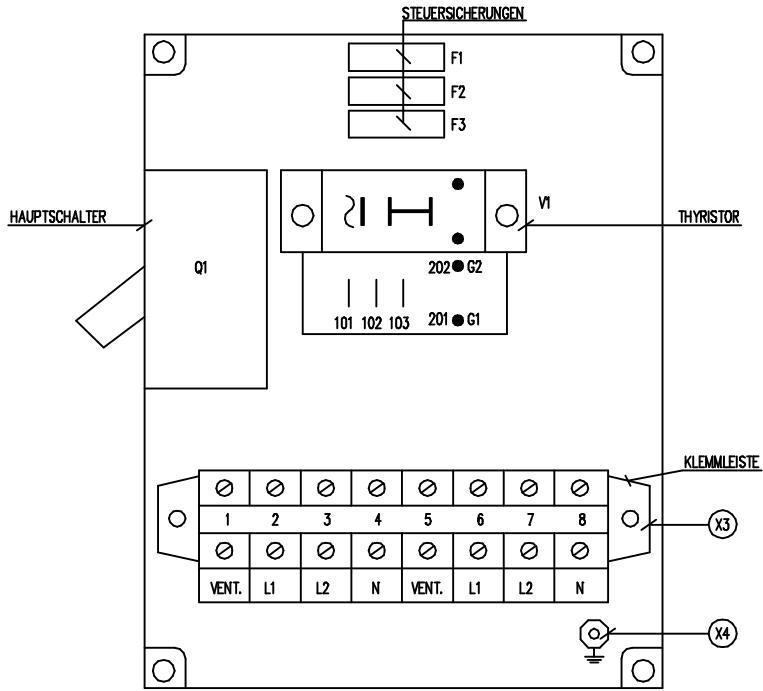 STEUERSICHERUNGEN
F1
F2
F3
HAUPTSCHALTER
V1
THYRISTOR
Q1
202 G2
101 102 103 201 G1
KLEMMLEISTE
1 2 3 4 5 6 7 8
X3
VENT. L1 L2 N VENT. L1 L2 N
X4